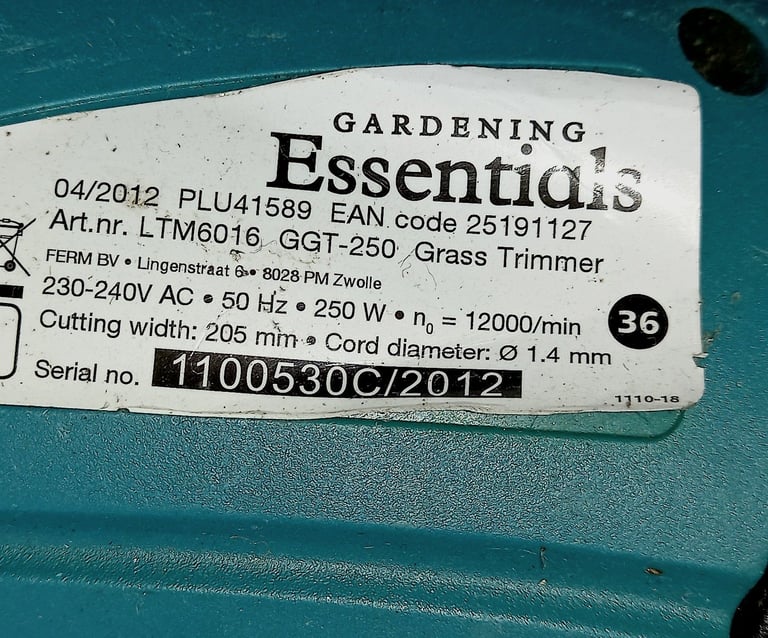 GARDENING
Essentials
04/2012 PLU41589 EAN code 25191127
Art.nr. LTM6016 GGT-250 Grass Trimmer
FERM BV • Lingenstraat 6 • 8028 PM Zwolle
230-240V AC • 50 Hz • 250 W • n₀ = 12000/min
36
Cutting width: 205 mm • Cord diameter: Ø 1.4 mm
Serial no. 1100530C/2012
1110-18